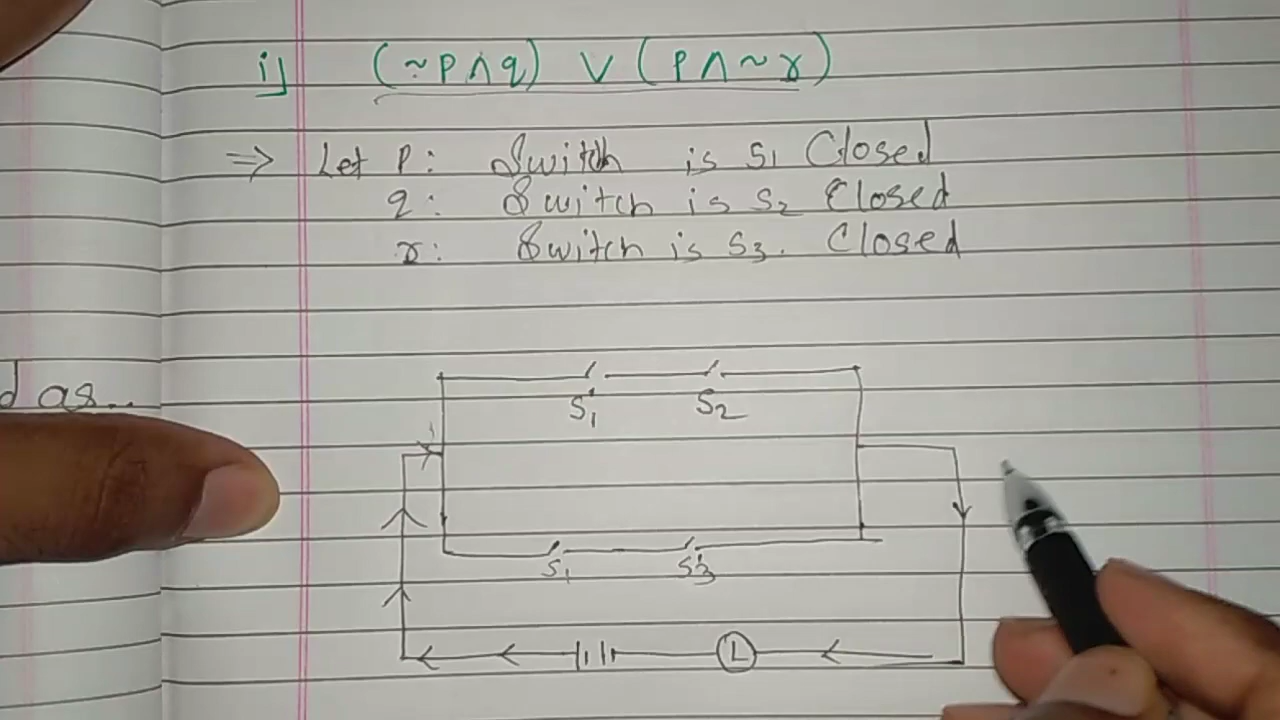 i] (~p∧q) ∨ (p∧~r)
⇒ Let p: Switch is S1 Closed
q: Switch is S2 Closed
r: Switch is S3. Closed
d as..
S1' S2
S1 S3'
L